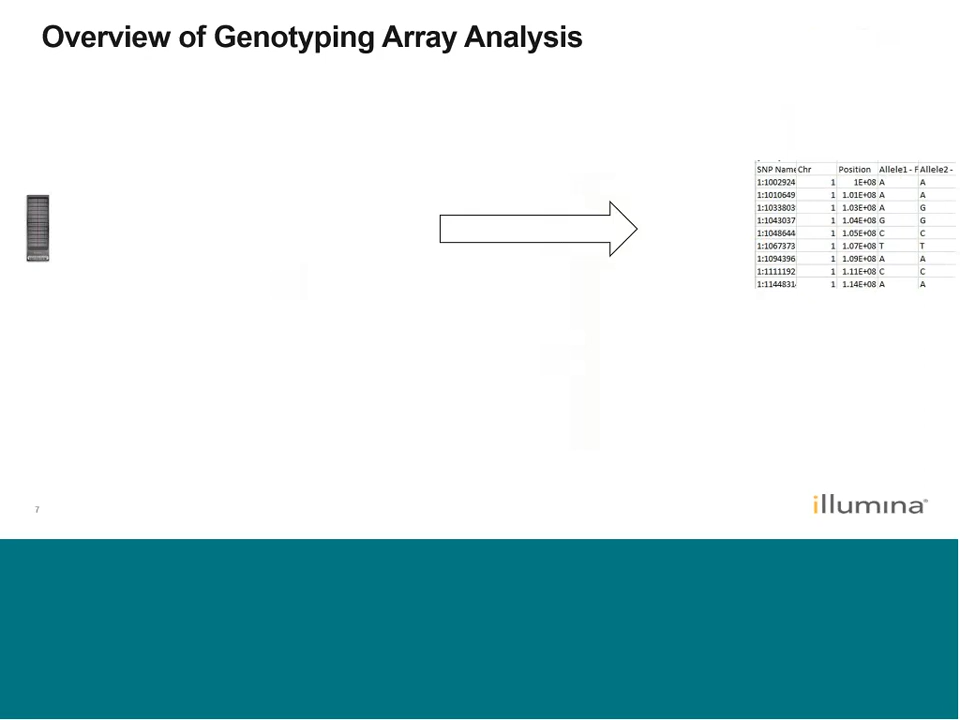 Overview of Genotyping Array Analysis
SNP Name Chr Position Allele1 - F Allele2 -
1:1002924 1 1E+08 A A
1:1010649 1 1.01E+08 A A
1:1033803 1 1.03E+08 A G
1:1043037 1 1.04E+08 G G
1:1048644 1 1.05E+08 C C
1:1067373 1 1.07E+08 T T
1:1094396 1 1.09E+08 A A
1:1111192 1 1.11E+08 C C
1:1144831 1 1.14E+08 A A
7
illumina®